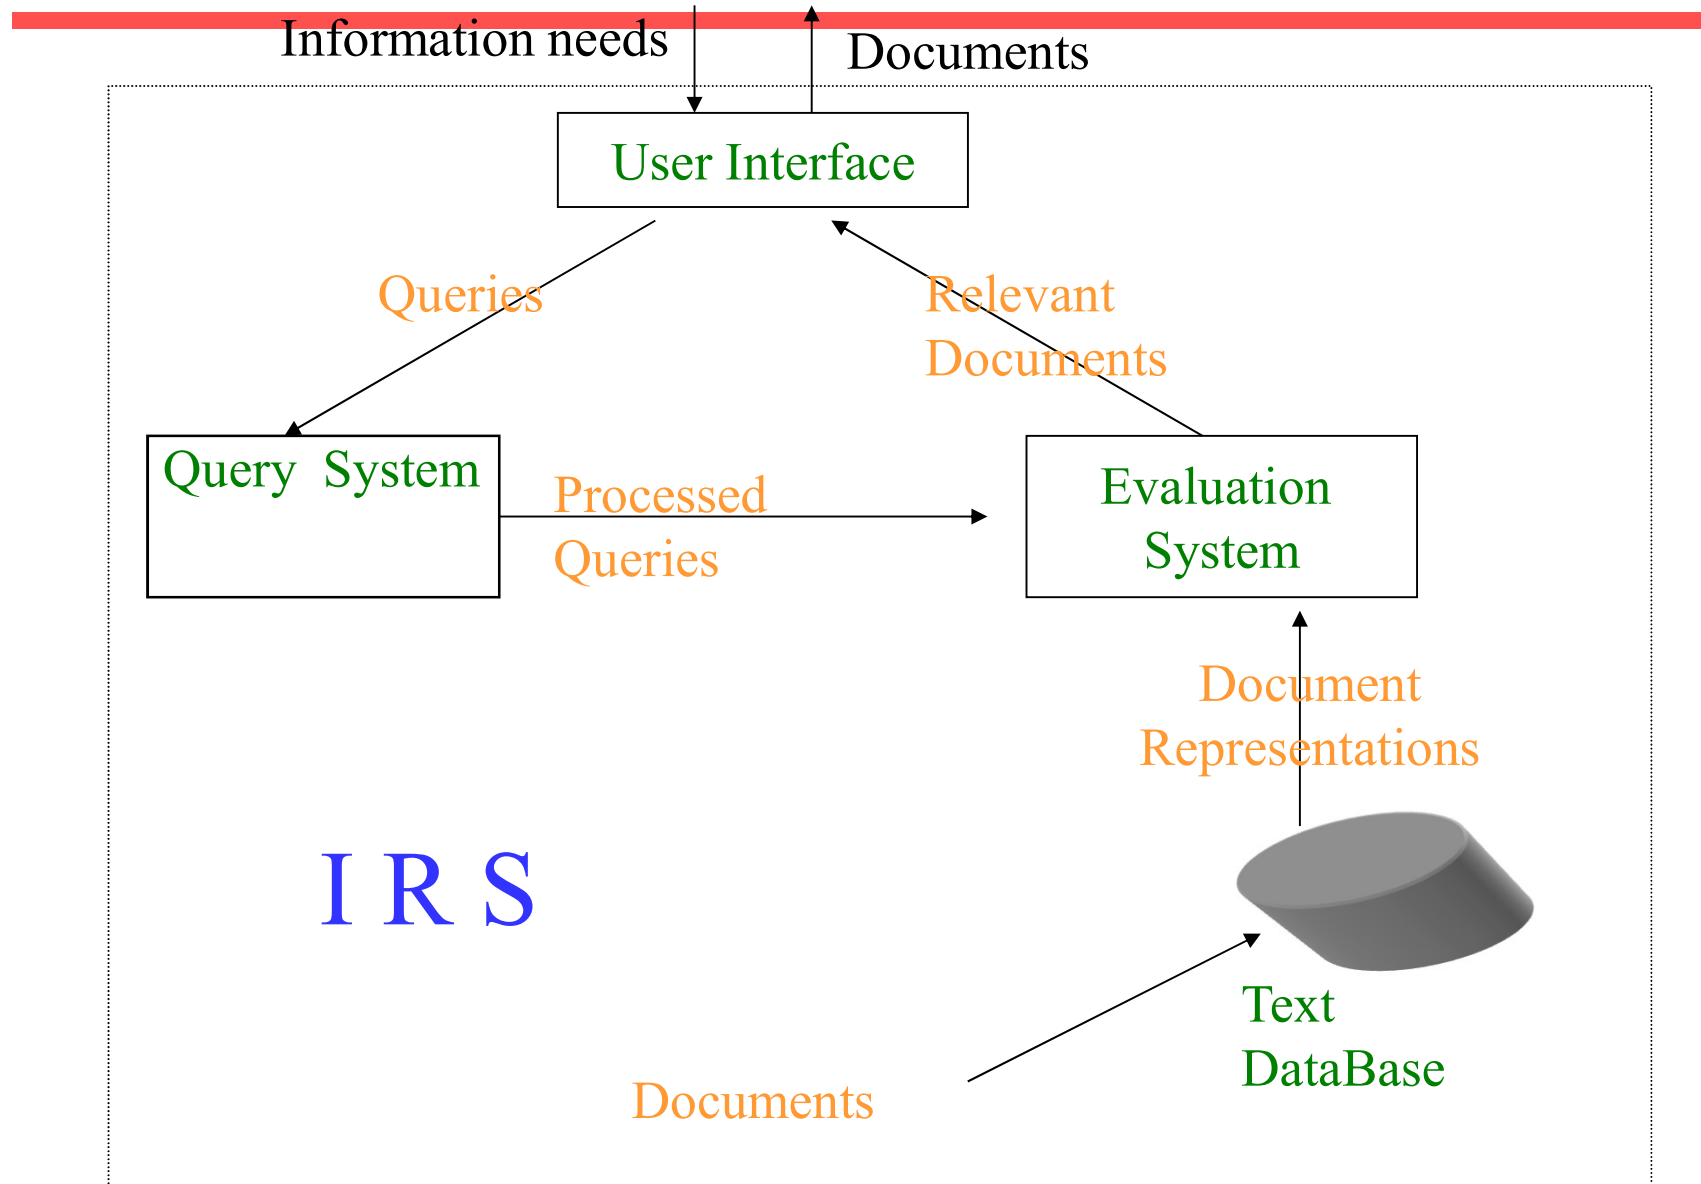 Information needs
Documents
User Interface
Queries
Relevant
Documents
Query  System
Processed
Queries
Evaluation
System
Document
Representations
I R S
Text
DataBase
Documents